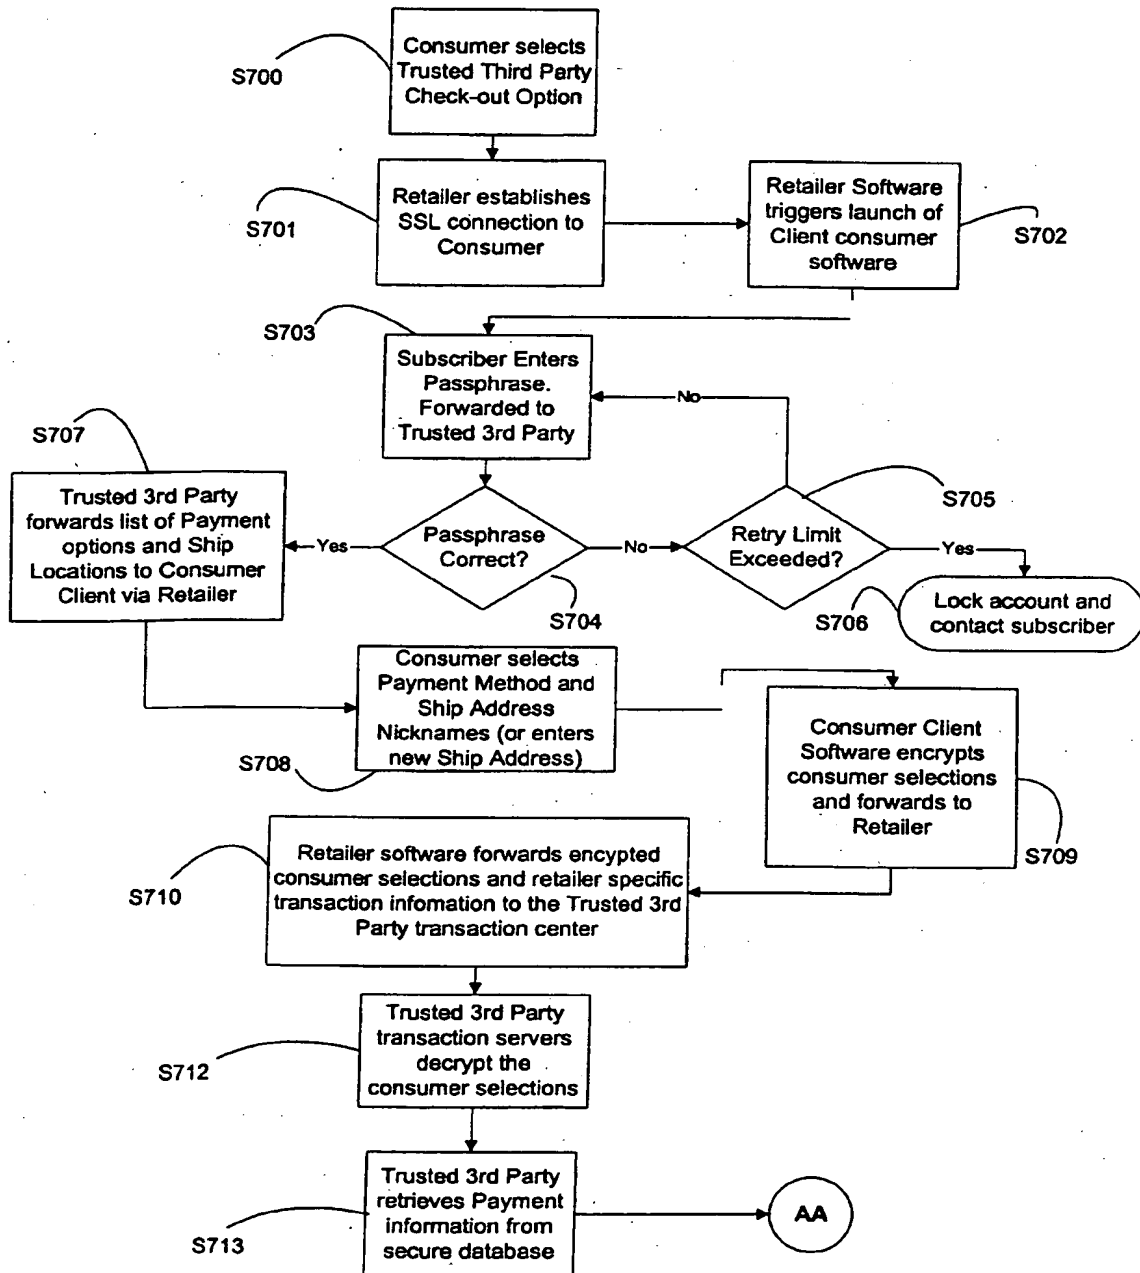 Consumer selects
Trusted Third Party
Check-out Option
S700
Retailer establishes
SSL connection to
Consumer
S701
Retailer Software
triggers launch of
Client consumer
software
S702
S703
Subscriber Enters
Passphrase.
Forwarded to
Trusted 3rd Party
No
S707
Trusted 3rd Party
forwards list of Payment
options and Ship
Locations to Consumer
Client via Retailer
Yes
Passphrase
Correct?
S704
No
Retry Limit
Exceeded?
S705
Yes
Lock account and
contact subscriber
S706
Consumer selects
Payment Method and
Ship Address
Nicknames (or enters
new Ship Address)
S708
Consumer Client
Software encrypts
consumer selections
and forwards to
Retailer
S709
Retailer software forwards encypted
consumer selections and retailer specific
transaction infomation to the Trusted 3rd
Party transaction center
S710
Trusted 3rd Party
transaction servers
decrypt the
consumer selections
S712
Trusted 3rd Party
retrieves Payment
information from
secure database
S713
AA